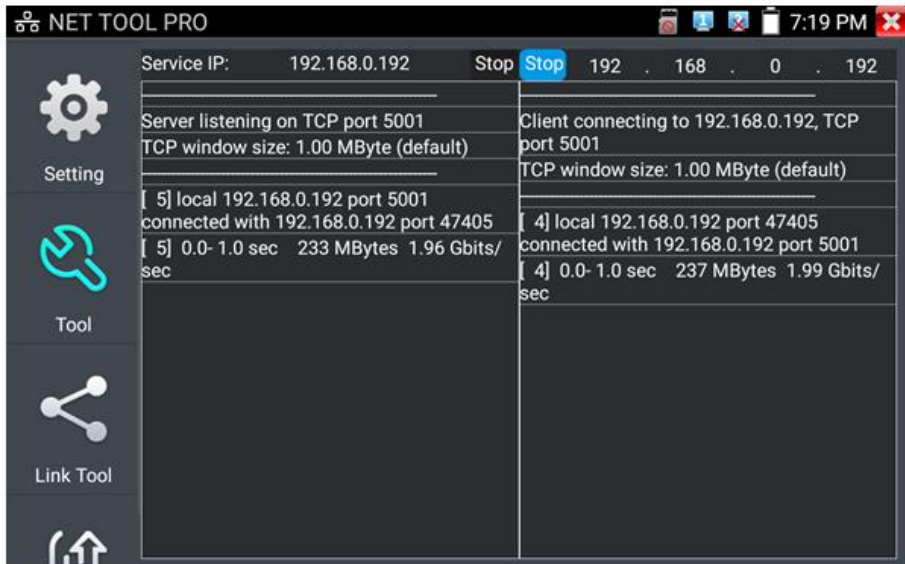 NET TOOL PRO
1
7:19 PM
Service IP: 192.168.0.192 Stop
Stop 192 . 168 . 0 . 192
Setting
Tool
Link Tool
Server listening on TCP port 5001
TCP window size: 1.00 MByte (default)
[ 5] local 192.168.0.192 port 5001
connected with 192.168.0.192 port 47405
[ 5] 0.0- 1.0 sec 233 MBytes 1.96 Gbits/
sec
Client connecting to 192.168.0.192, TCP
port 5001
TCP window size: 1.00 MByte (default)
[ 4] local 192.168.0.192 port 47405
connected with 192.168.0.192 port 5001
[ 4] 0.0- 1.0 sec 237 MBytes 1.99 Gbits/
sec